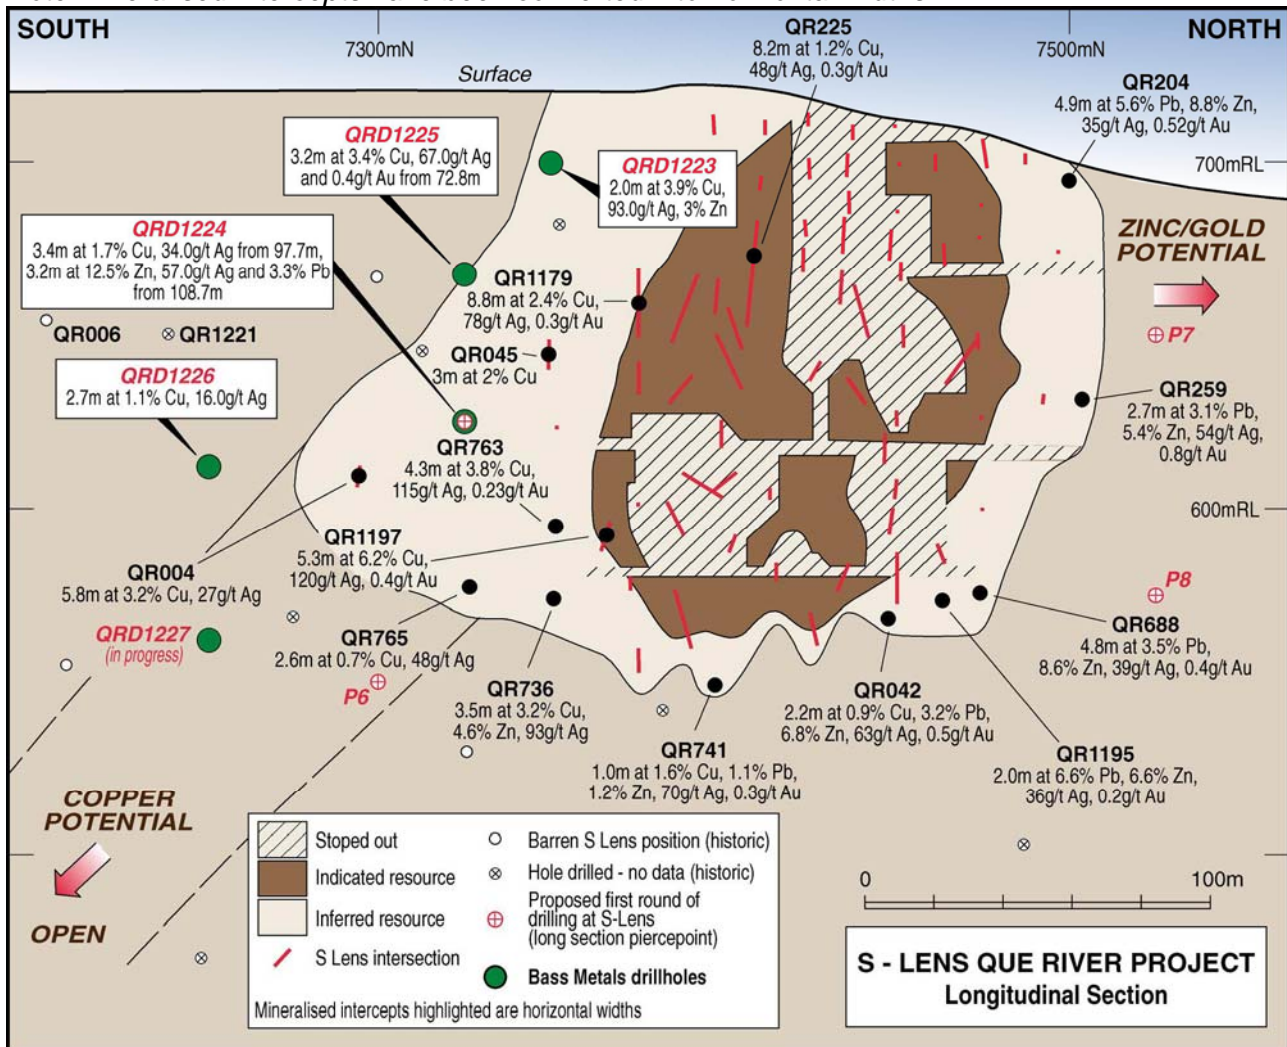 SOUTH
7300mN
QR225
8.2m at 1.2% Cu,
48g/t Ag, 0.3g/t Au
7500mN
NORTH
Surface
QR204
4.9m at 5.6% Pb, 8.8% Zn,
35g/t Ag, 0.52g/t Au
QRD1225
3.2m at 3.4% Cu, 67.0g/t Ag
and 0.4g/t Au from 72.8m
QRD1223
2.0m at 3.9% Cu,
93.0g/t Ag, 3% Zn
700mRL
QRD1224
3.4m at 1.7% Cu, 34.0g/t Ag from 97.7m,
3.2m at 12.5% Zn, 57.0g/t Ag and 3.3% Pb
from 108.7m
ZINC/GOLD
POTENTIAL
QR1179
8.8m at 2.4% Cu,
78g/t Ag, 0.3g/t Au
QR006
QR1221
P7
QR045
3m at 2% Cu
QRD1226
2.7m at 1.1% Cu, 16.0g/t Ag
QR259
2.7m at 3.1% Pb,
5.4% Zn, 54g/t Ag,
0.8g/t Au
QR763
4.3m at 3.8% Cu,
115g/t Ag, 0.23g/t Au
600mRL
QR1197
5.3m at 6.2% Cu,
120g/t Ag, 0.4g/t Au
QR004
5.8m at 3.2% Cu, 27g/t Ag
P8
QRD1227
(in progress)
QR765
2.6m at 0.7% Cu, 48g/t Ag
QR688
4.8m at 3.5% Pb,
8.6% Zn, 39g/t Ag, 0.4g/t Au
P6
QR736
3.5m at 3.2% Cu,
4.6% Zn, 93g/t Ag
QR042
2.2m at 0.9% Cu, 3.2% Pb,
6.8% Zn, 63g/t Ag, 0.5g/t Au
QR741
1.0m at 1.6% Cu, 1.1% Pb,
1.2% Zn, 70g/t Ag, 0.3g/t Au
QR1195
2.0m at 6.6% Pb, 6.6% Zn,
36g/t Ag, 0.2g/t Au
COPPER
POTENTIAL
OPEN
Stoped out
Indicated resource
Inferred resource
S Lens intersection
Barren S Lens position (historic)
Hole drilled - no data (historic)
Proposed first round of
drilling at S-Lens
(long section piercepoint)
Bass Metals drillholes
Mineralised intercepts highlighted are horizontal widths
0 100m
S - LENS QUE RIVER PROJECT
Longitudinal Section